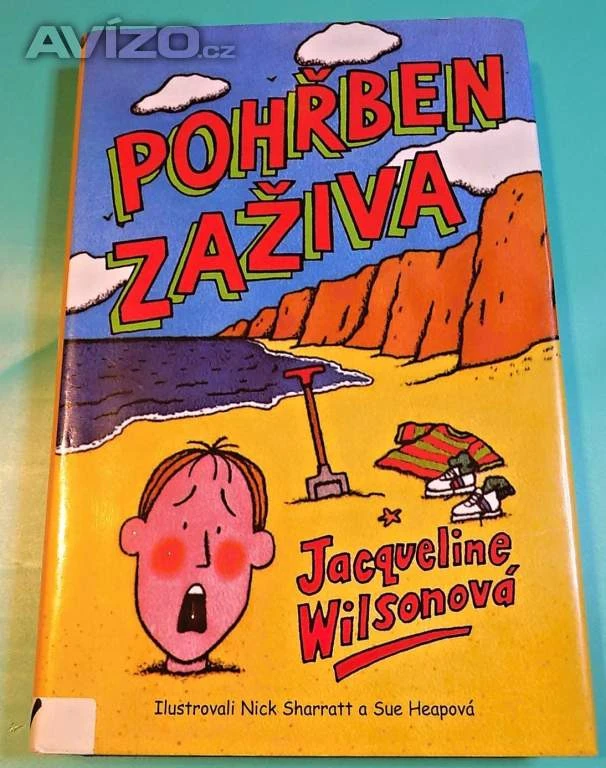 AVÍZO.cz
POHŘBEN
ZAŽIVA
Jacqueline
Wilsonová
Ilustrovali Nick Sharratt a Sue Heapová